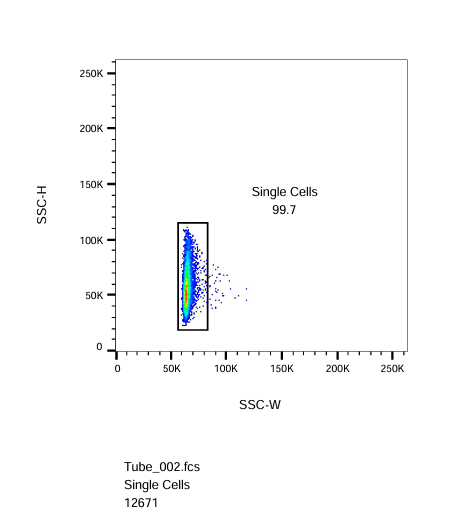 250K
200K
150K
100K
50K
0
SSC-H
Single Cells
99.7
0
50K
100K
150K
200K
250K
SSC-W
Tube_002.fcs
Single Cells
12671